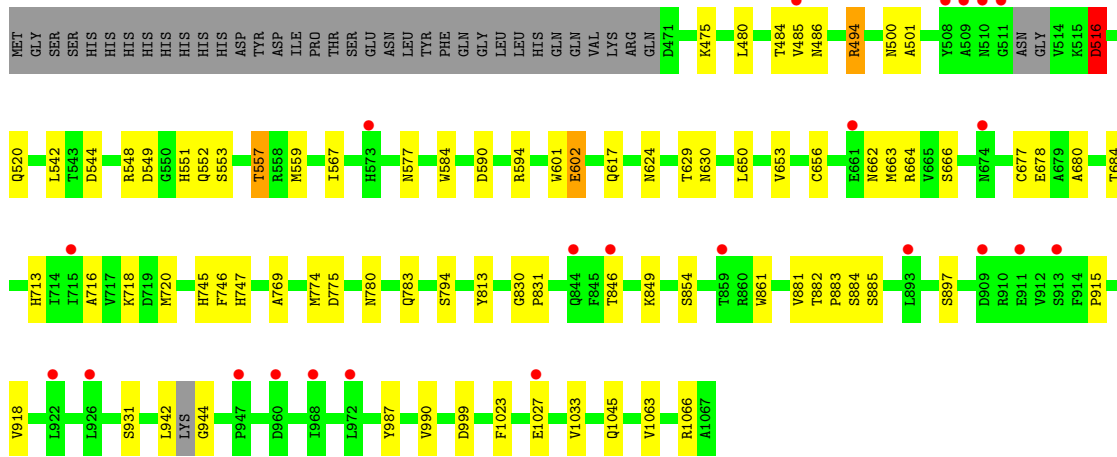 MET GLY SER SER HIS HIS HIS HIS HIS HIS HIS HIS HIS HIS ASP TYR ASP ILE PRO THR SER GLU ASN LEU TYR PHE GLN GLY LEU LEU HIS GLN GLN VAL LYS ARG GLN D471 K475 L480 T484 V485 N486 R494 N500 A501 Y508 A509 N510 G511 ASN GLY V514 K515 D516
Q520 L542 T543 D544 R548 D549 G550 H551 Q552 S553 T557 R558 M559 I567 H573 N577 W584 D590 R594 W601 E602 Q617 N624 T629 N630 L650 V653 C656 E661 N662 M663 R664 V665 S666 N674 C677 E678 A679 A680 T684
H713 I714 I715 A716 V717 K718 D719 M720 H745 F746 H747 A769 M774 D775 N780 Q783 S794 Y813 G830 P831 Q844 F845 T846 K849 S854 T859 R860 W861 V881 T882 P883 S884 S885 L893 S897 D909 R910 E911 V912 S913 F914 P915
V918 L922 L926 S931 L942 LYS G944 P947 D960 I968 L972 Y987 V990 D999 F1023 E1027 V1033 Q1045 V1063 R1066 A1067